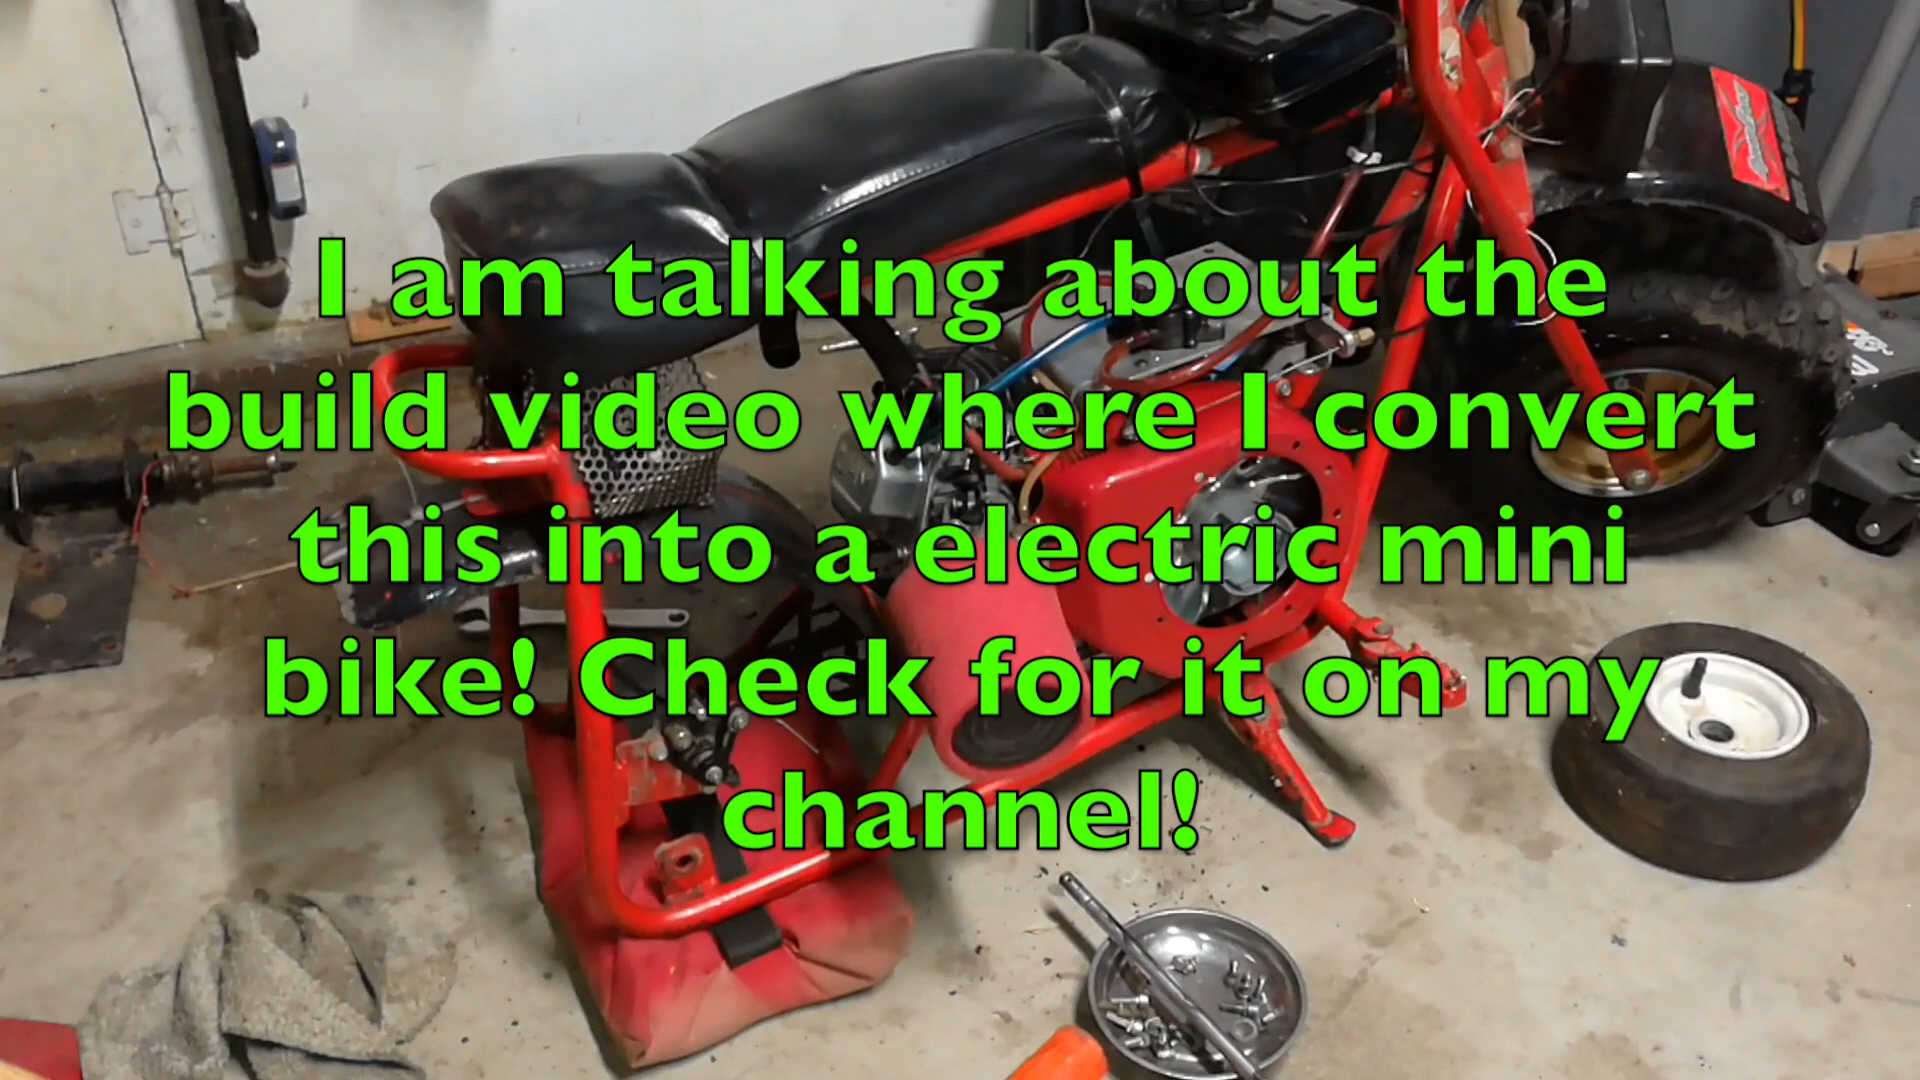 I am talking about the
build video where I convert
this into a electric mini
bike! Check for it on my
channel!